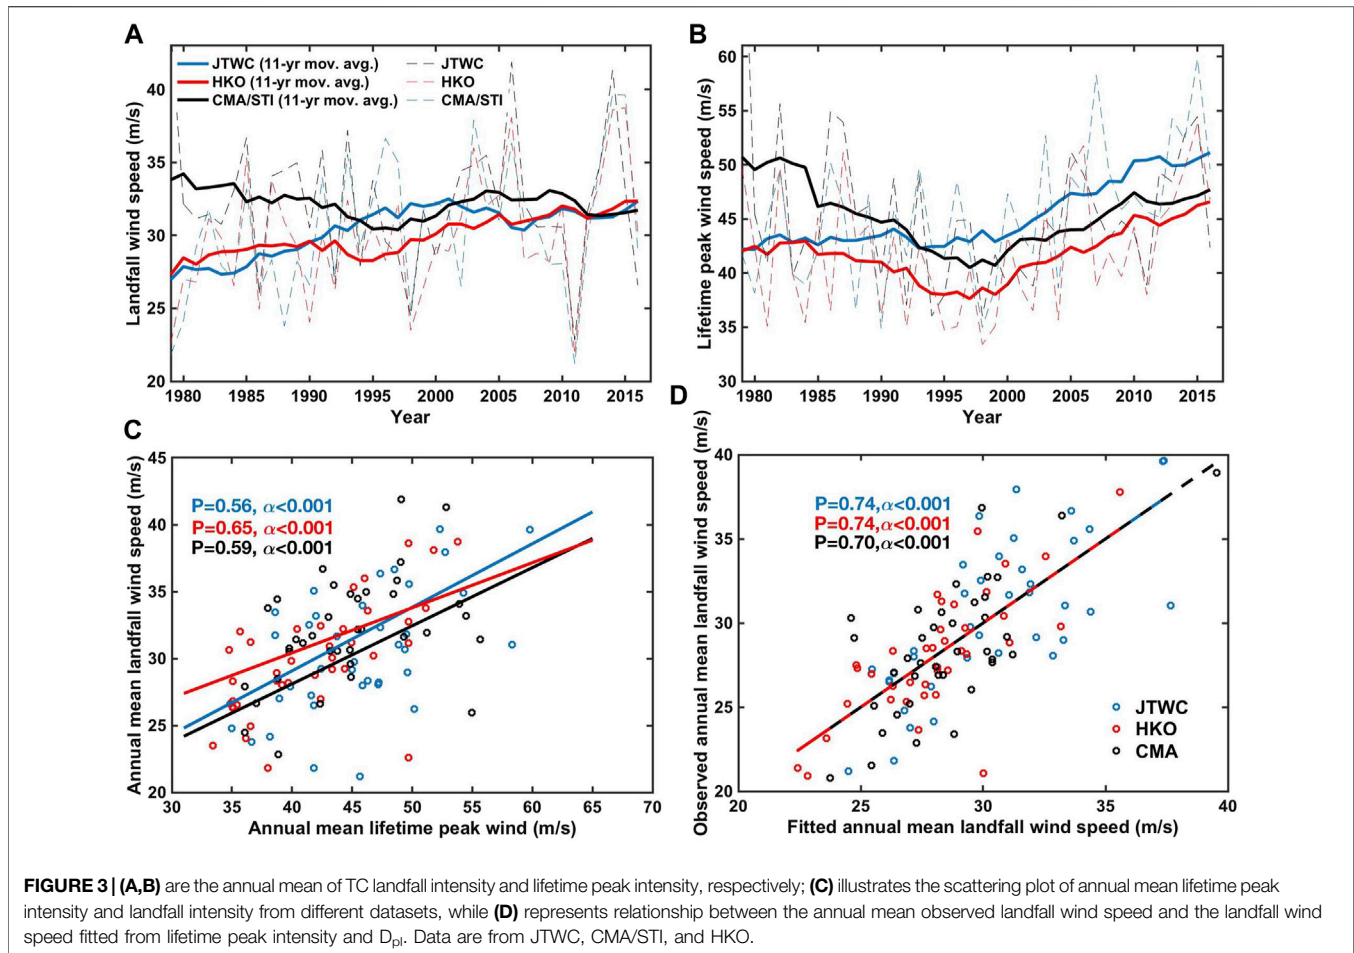 A
Landfall wind speed (m/s)
JTWC (11-yr mov. avg.)
HKO (11-yr mov. avg.)
CMA/STI (11-yr mov. avg.)
JTWC
HKO
CMA/STI
40
35
30
25
20
1980 1985 1990 1995 2000 2005 2010 2015
Year
B
Lifetime peak wind speed (m/s)
60
55
50
45
40
35
30
1980 1985 1990 1995 2000 2005 2010 2015
Year
C
Annual mean landfall wind speed (m/s)
45
40
35
30
25
20
P=0.56, α<0.001
P=0.65, α<0.001
P=0.59, α<0.001
30 35 40 45 50 55 60 65 70
Annual mean lifetime peak wind (m/s)
D
Observed annual mean landfall wind speed (m/s)
40
35
30
25
20
P=0.74,α<0.001
P=0.74,α<0.001
P=0.70,α<0.001
JTWC
HKO
CMA
20 25 30 35 40
Fitted annual mean landfall wind speed (m/s)
FIGURE 3 | (A,B) are the annual mean of TC landfall intensity and lifetime peak intensity, respectively; (C) illustrates the scattering plot of annual mean lifetime peak
intensity and landfall intensity from different datasets, while (D) represents relationship between the annual mean observed landfall wind speed and the landfall wind
speed fitted from lifetime peak intensity and Dpl. Data are from JTWC, CMA/STI, and HKO.